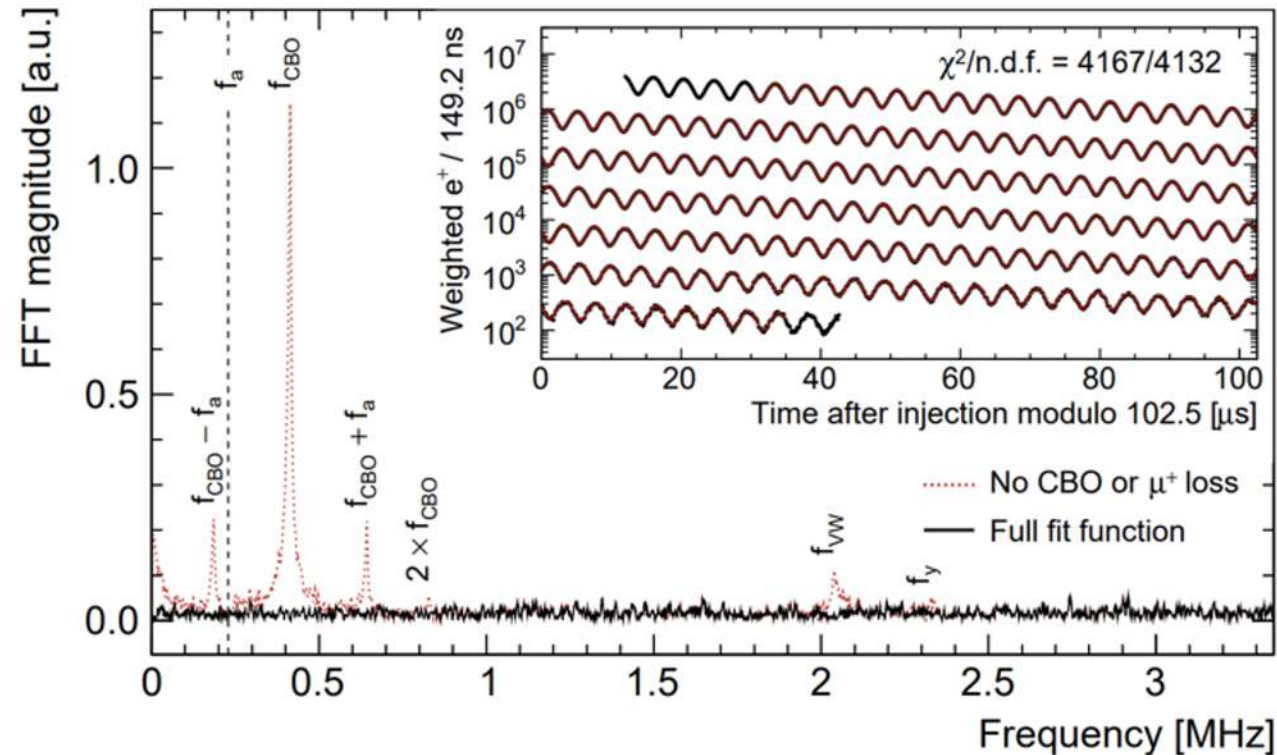 FFT magnitude [a.u.]
1.0
0.5
0.0
f_CBO − f_a
f_a
f_CBO
f_CBO + f_a
2 × f_CBO
f_VW
f_y
0
0.5
1
1.5
2
2.5
3
Frequency [MHz]
Weighted e⁺ / 149.2 ns
10⁷
10⁶
10⁵
10⁴
10³
10²
χ²/n.d.f. = 4167/4132
0
20
40
60
80
100
Time after injection modulo 102.5 [μs]
No CBO or μ⁺ loss
Full fit function